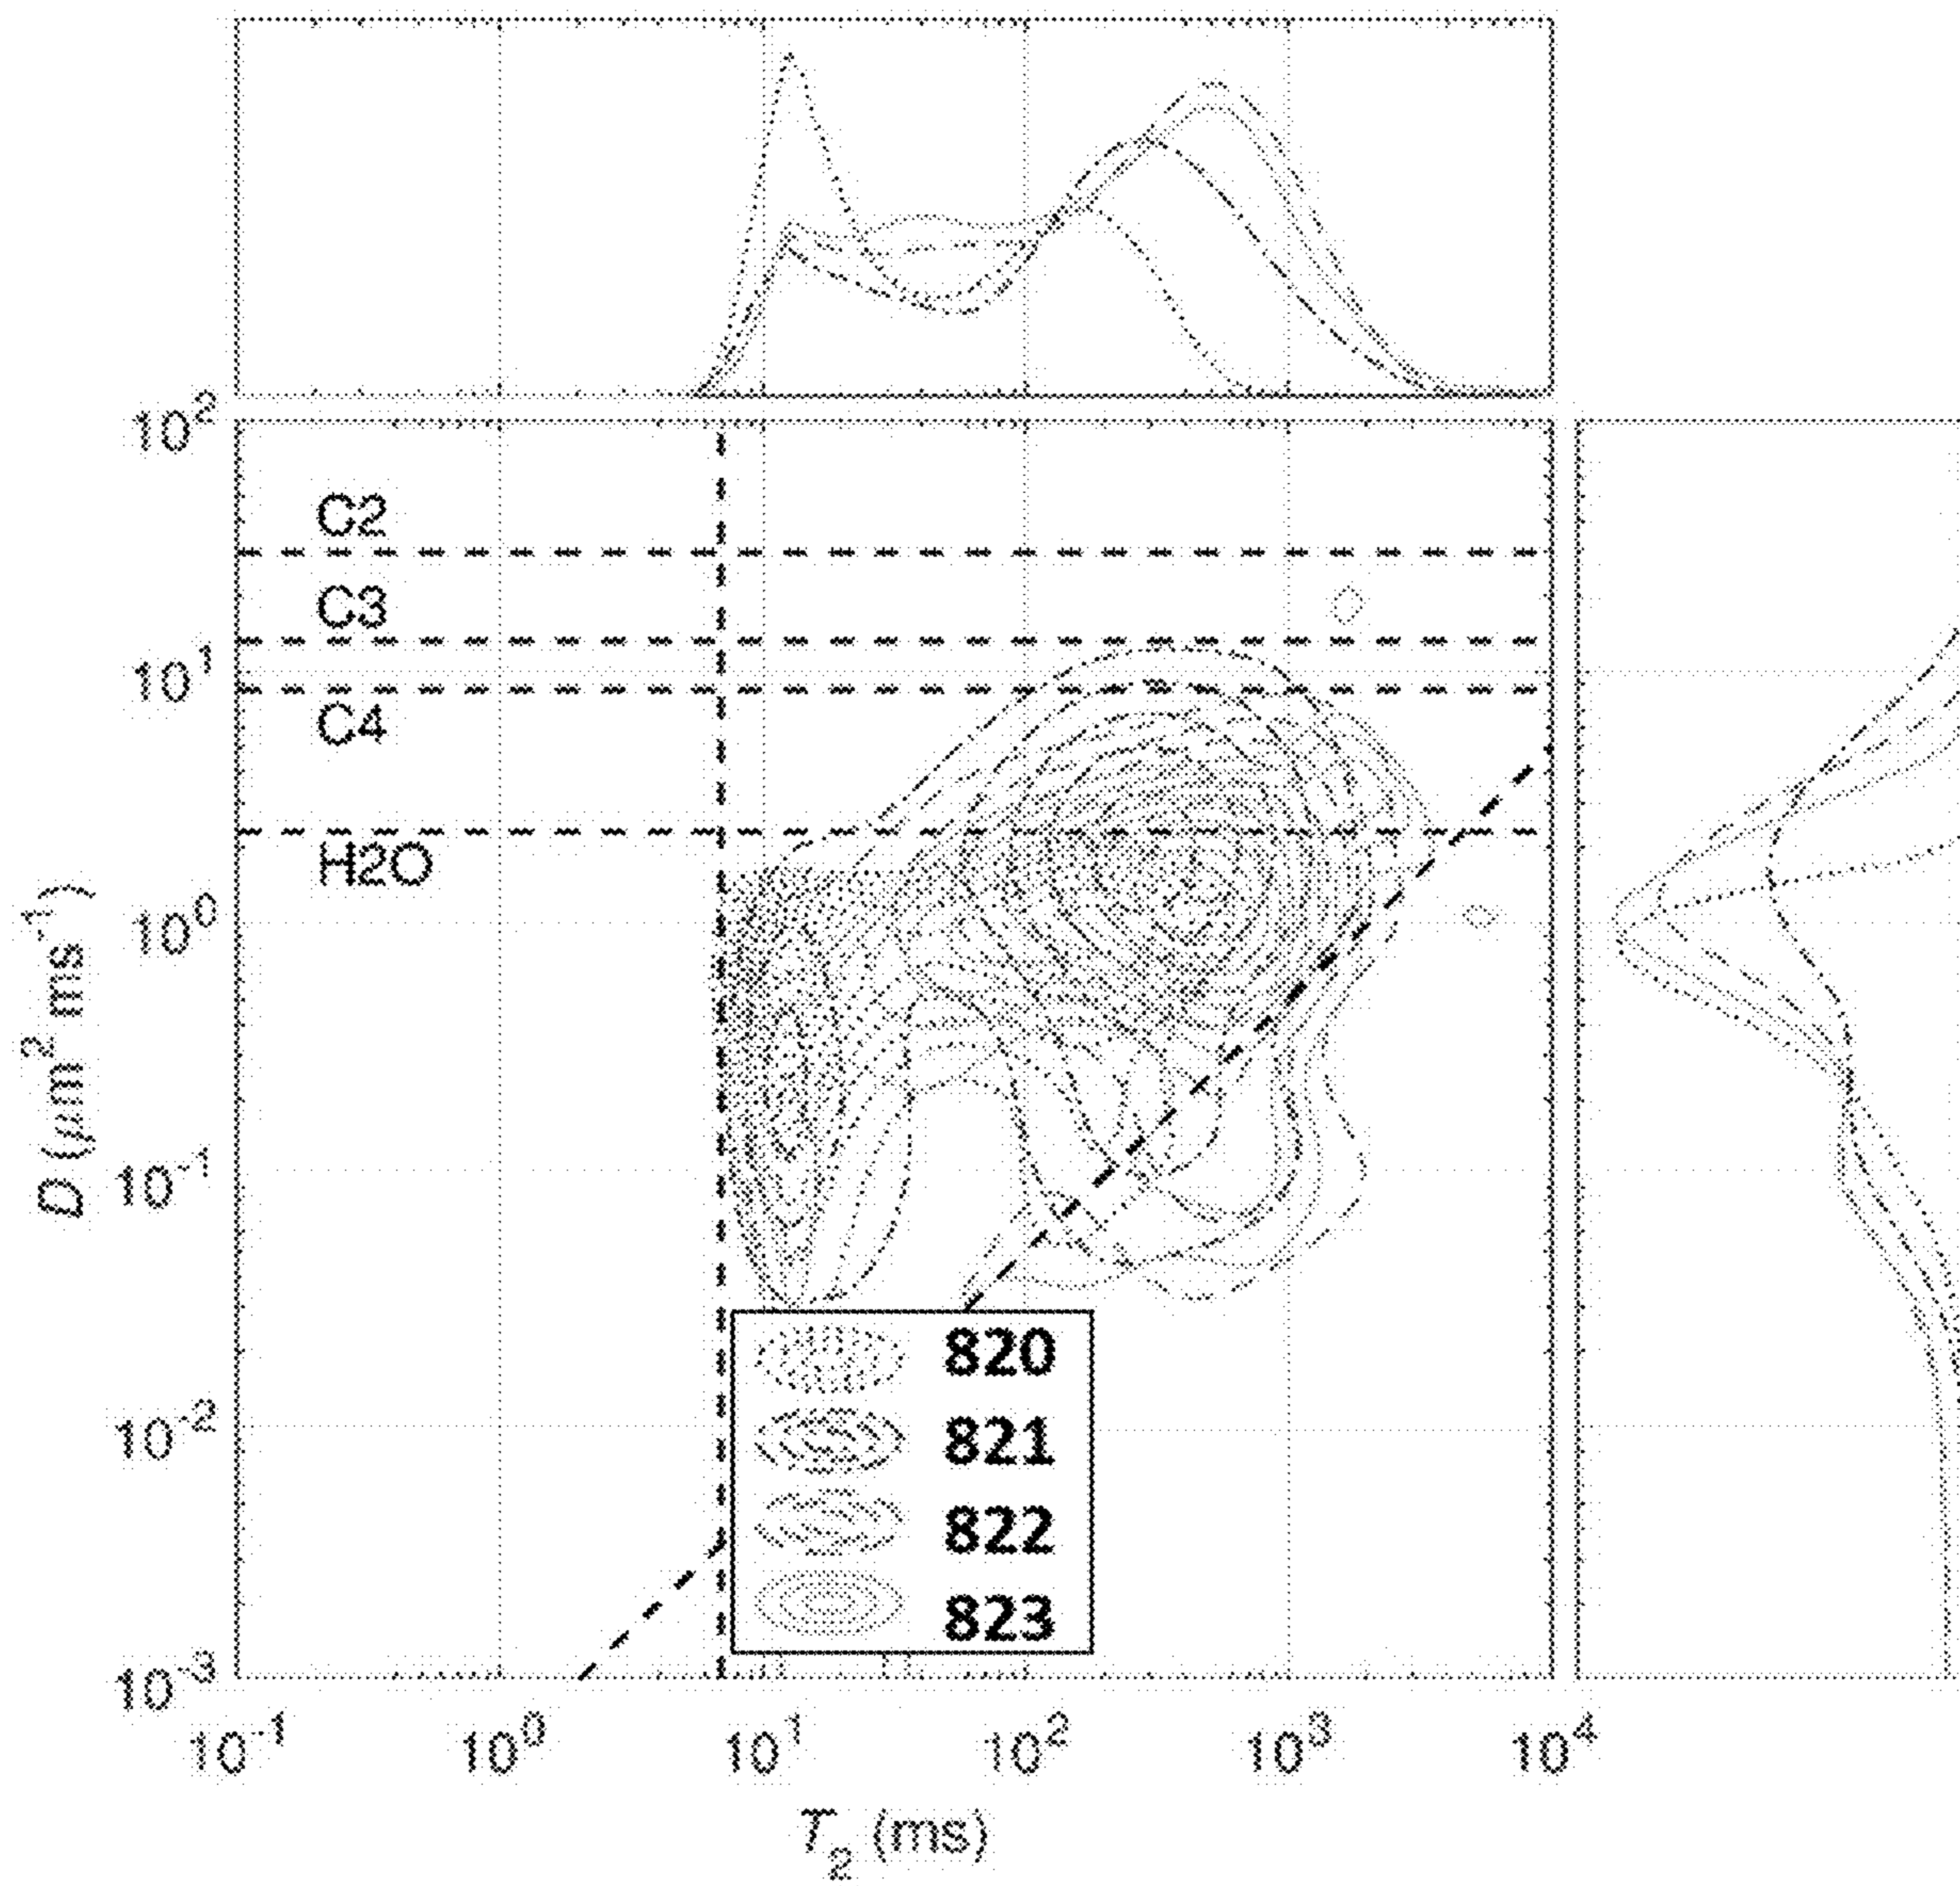 10²
C2
C3
10¹
C4
H2O
10⁰
D (μm² ms⁻¹)
10⁻¹
820
821
10⁻²
822
823
10⁻³
10⁻¹ 10⁰ 10¹ 10² 10³ 10⁴
T₂ (ms)